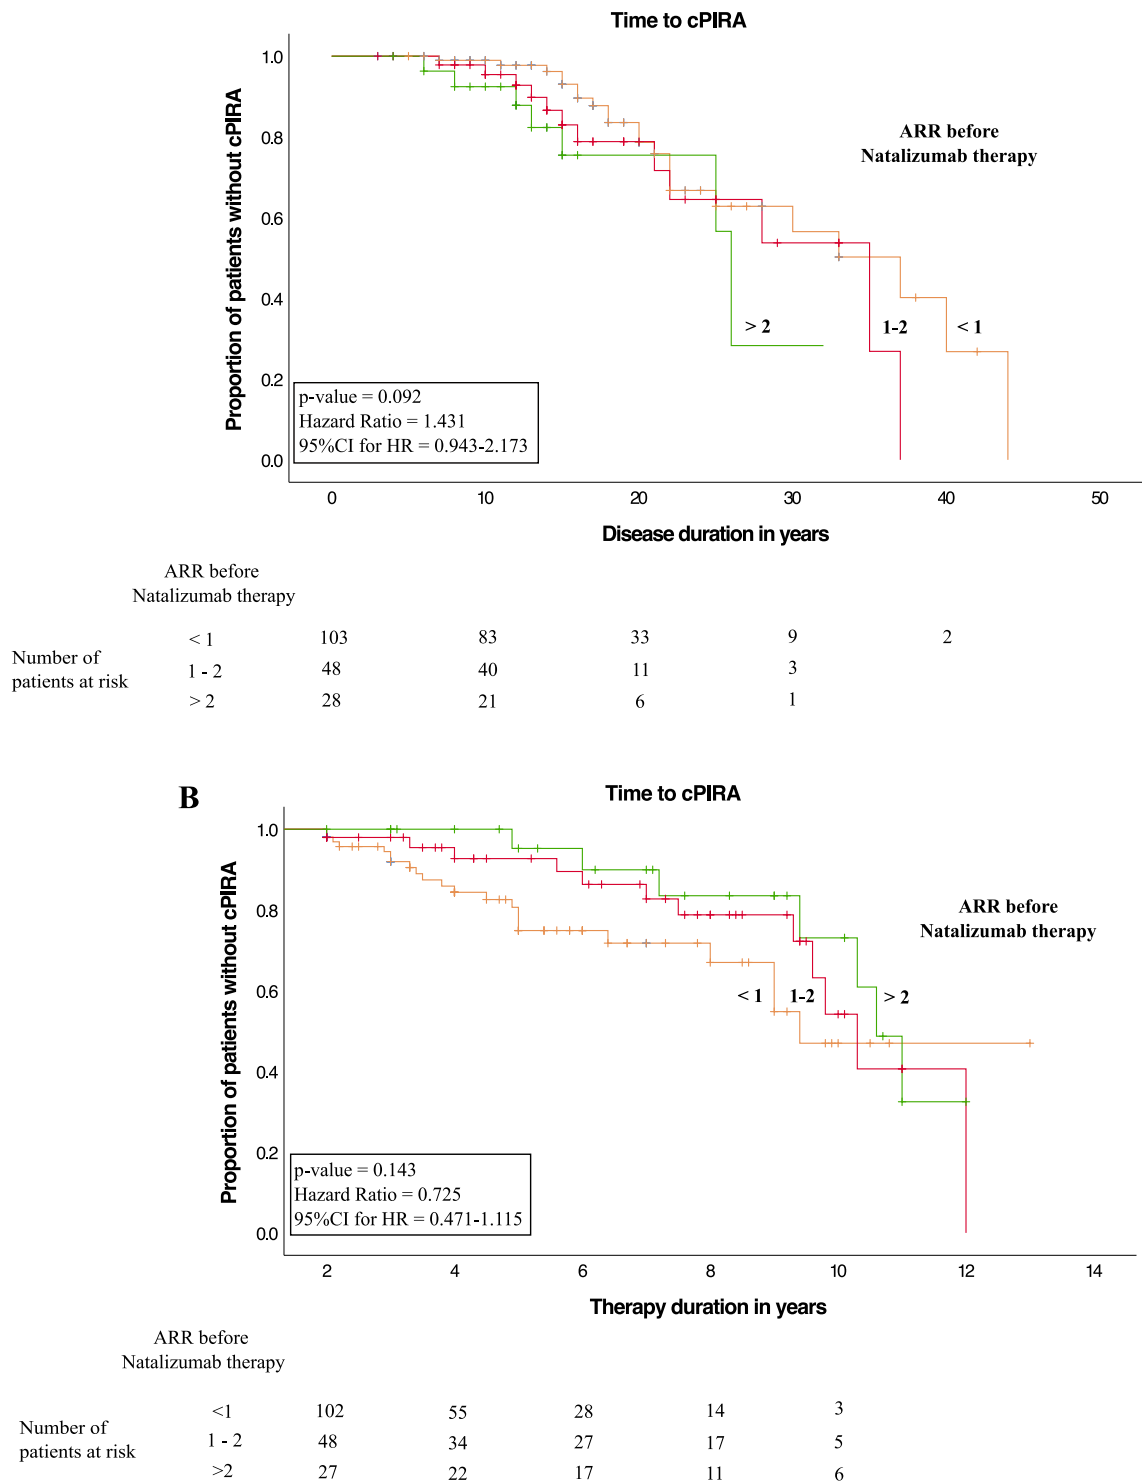 Time to cPIRA
Proportion of patients without cPIRA
1.0
0.8
0.6
0.4
0.2
0.0
ARR before
Natalizumab therapy
> 2
1-2
< 1
p-value = 0.092
Hazard Ratio = 1.431
95%CI for HR = 0.943-2.173
0 10 20 30 40 50
Disease duration in years
ARR before
Natalizumab therapy
Number of
patients at risk
< 1 103 83 33 9 2
1 - 2 48 40 11 3
> 2 28 21 6 1
B
Time to cPIRA
Proportion of patients without cPIRA
1.0
0.8
0.6
0.4
0.2
0.0
ARR before
Natalizumab therapy
< 1
1-2
> 2
p-value = 0.143
Hazard Ratio = 0.725
95%CI for HR = 0.471-1.115
2 4 6 8 10 12 14
Therapy duration in years
ARR before
Natalizumab therapy
Number of
patients at risk
<1 102 55 28 14 3
1 - 2 48 34 27 17 5
>2 27 22 17 11 6